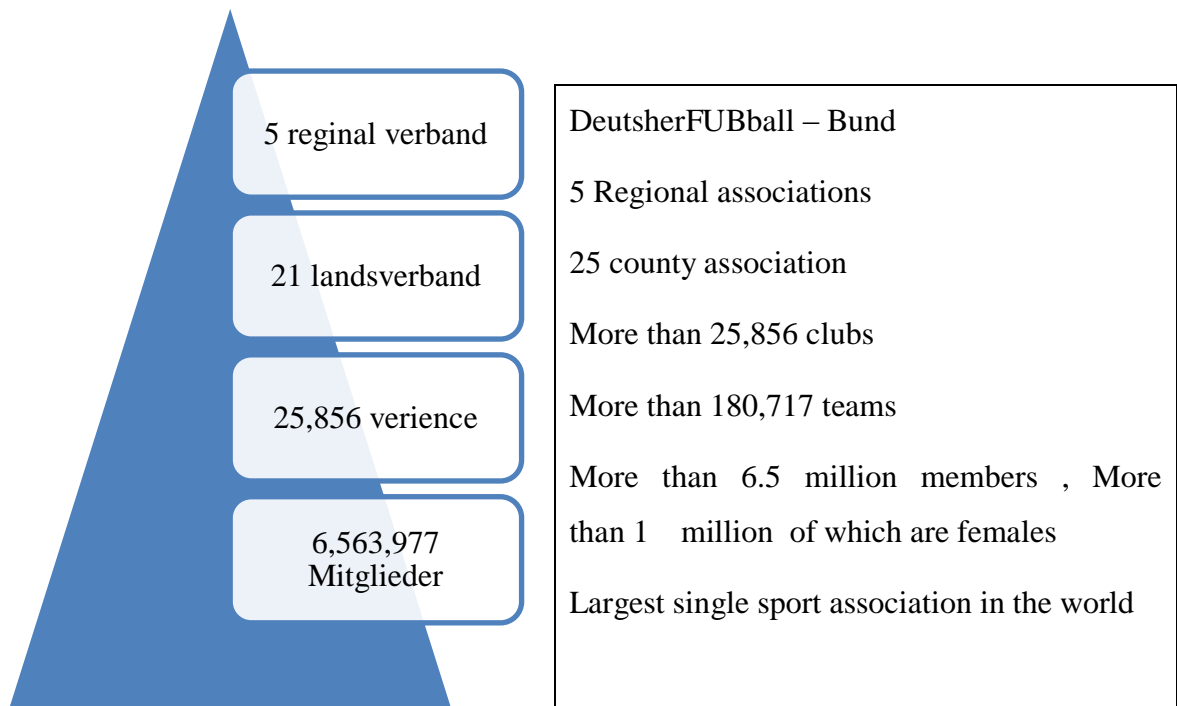 5 reginal verband
21 landsverband
25,856 verience
6,563,977
Mitglieder
DeutsherFUBball – Bund
5 Regional associations
25 county association
More than 25,856 clubs
More than 180,717 teams
More than 6.5 million members , More
than 1 million of which are females
Largest single sport association in the world